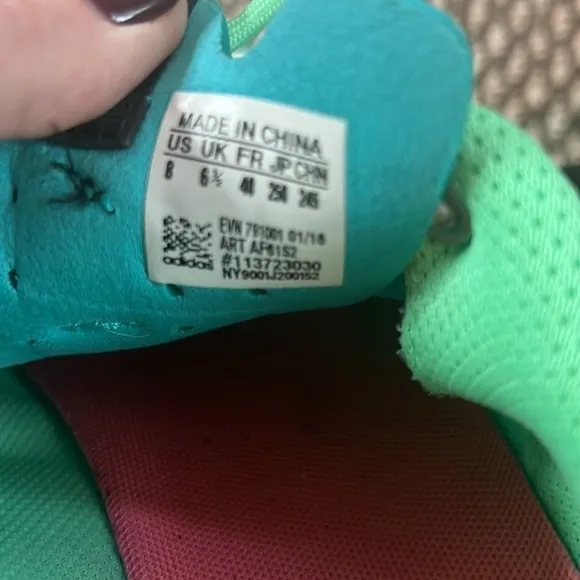 MADE IN CHINA
US UK FR JP CHN
8 6½ 40 254 245
EVN 791001 01/16
ART AF6152
adidas #113723030
NY9001J200152